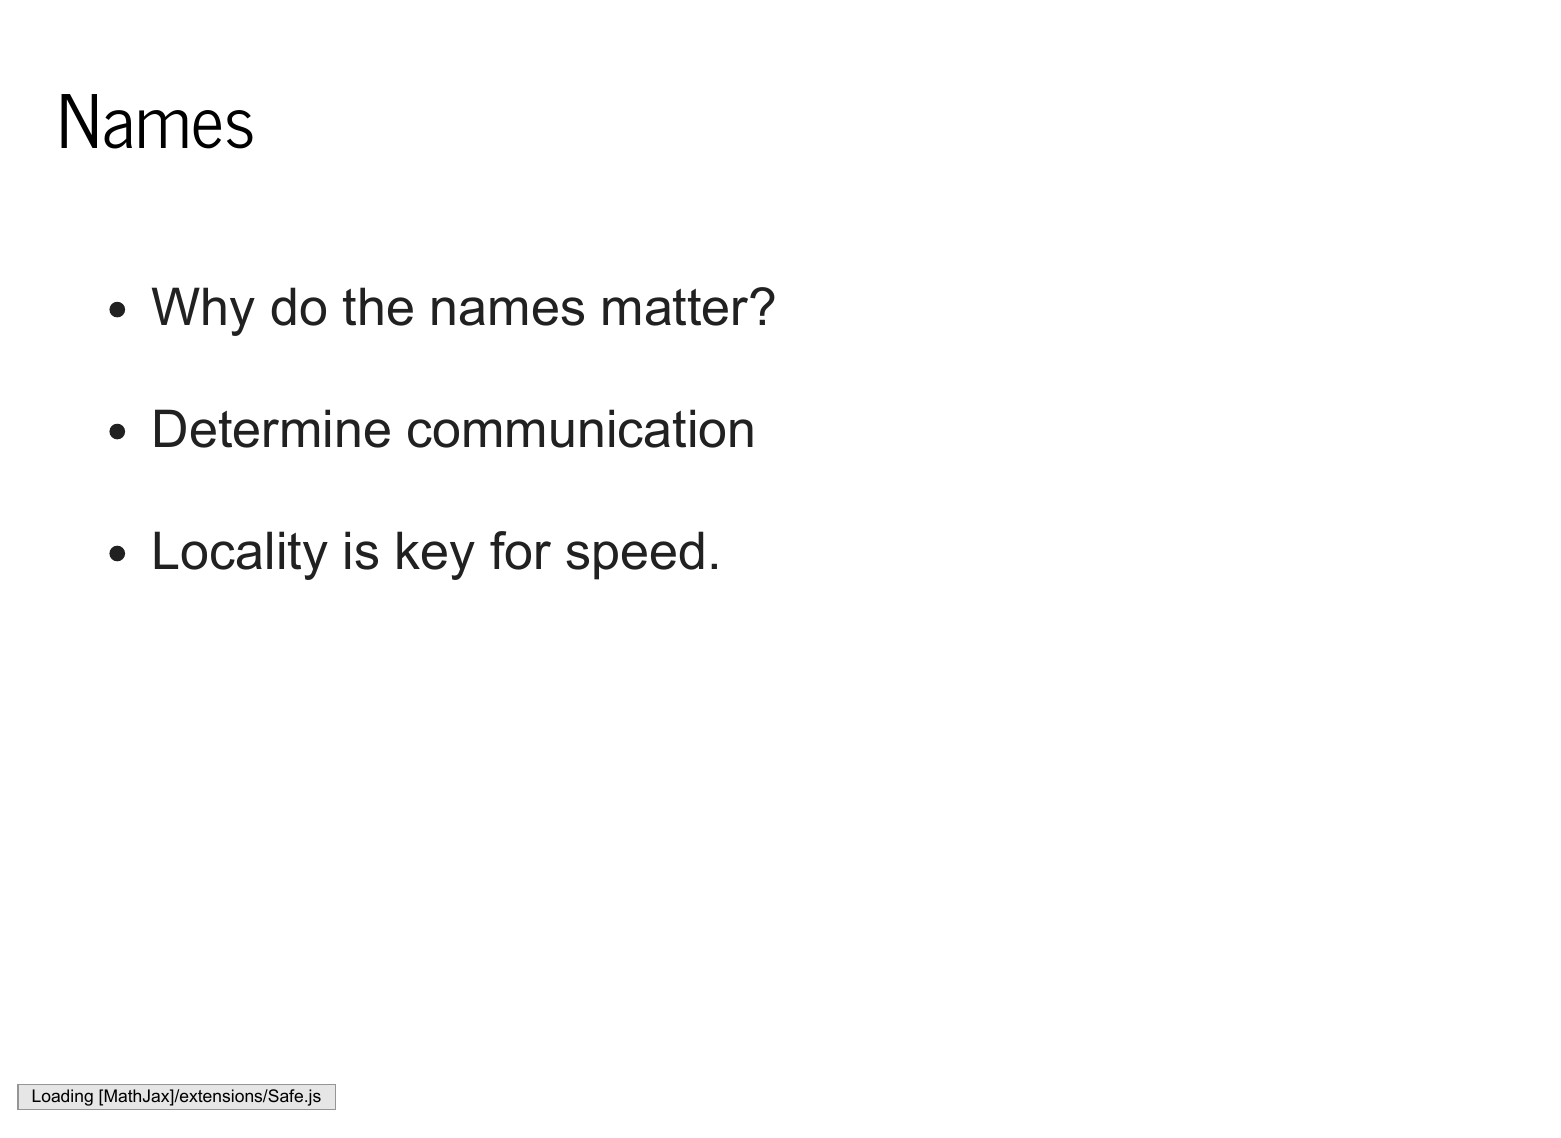 Names
• Why do the names matter?
• Determine communication
• Locality is key for speed.
Loading [MathJax]/extensions/Safe.js